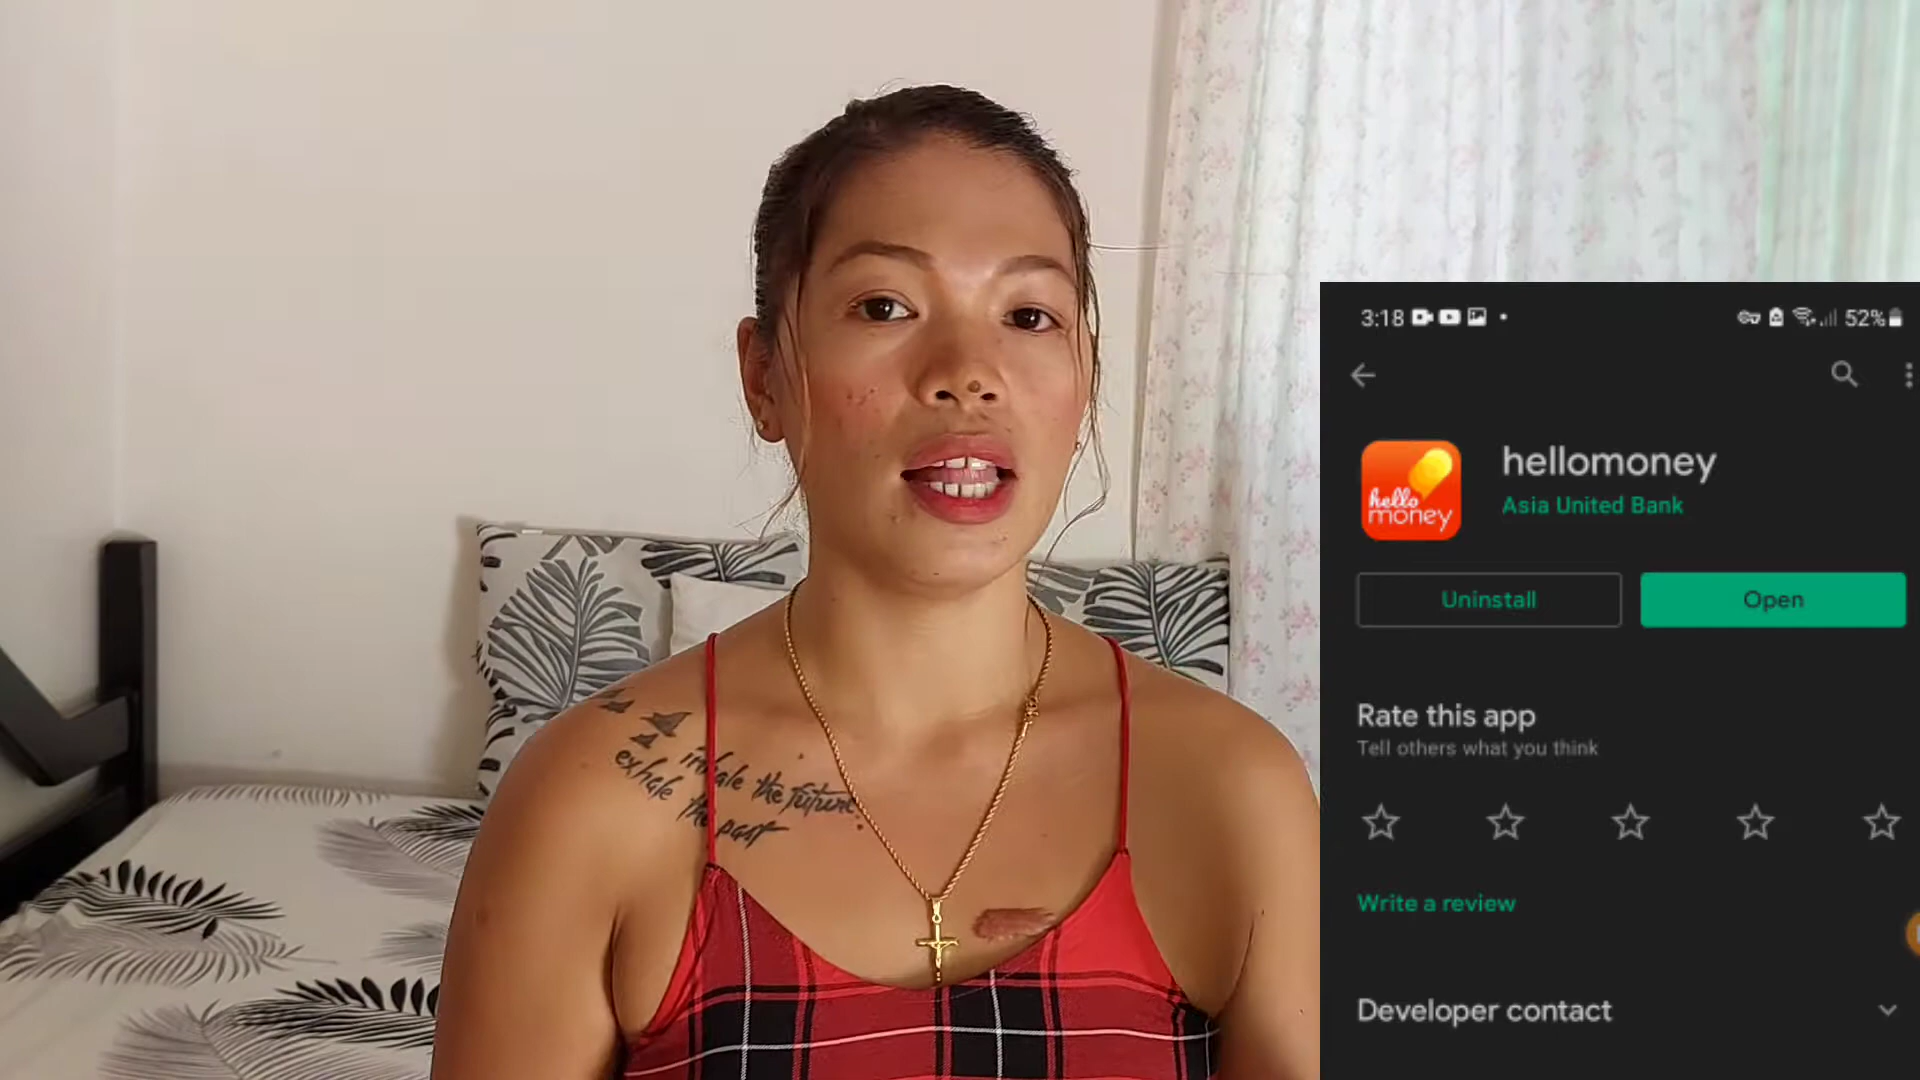 inhale the future
exhale the past
3:18
52%
hello
money
hellomoney
Asia United Bank
Uninstall
Open
Rate this app
Tell others what you think
Write a review
Developer contact